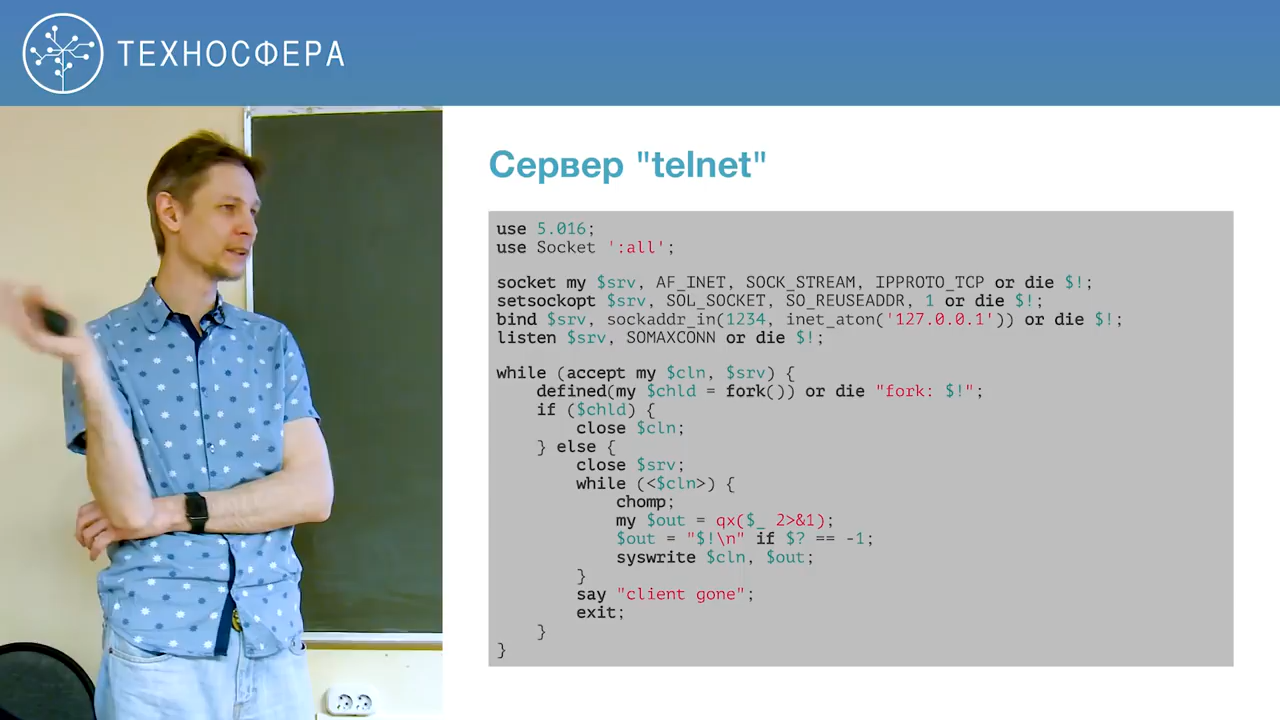 ТЕХНОСФЕРА
Сервер "telnet"
use 5.016;
use Socket ':all';
socket my $srv, AF_INET, SOCK_STREAM, IPPROTO_TCP or die $!;
setsockopt $srv, SOL_SOCKET, SO_REUSEADDR, 1 or die $!;
bind $srv, sockaddr_in(1234, inet_aton('127.0.0.1')) or die $!;
listen $srv, SOMAXCONN or die $!;
while (accept my $cln, $srv) {
    defined(my $chld = fork()) or die "fork: $!";
    if ($chld) {
        close $cln;
    } else {
        close $srv;
        while (<$cln>) {
            chomp;
            my $out = qx($_ 2>&1);
            $out = "$!\n" if $? == -1;
            syswrite $cln, $out;
        }
        say "client gone";
        exit;
    }
}